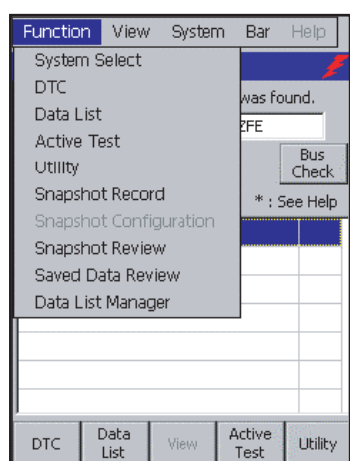 Function View System Bar Help
System Select
DTC
was found.
Data List
ZFE
Active Test
Utility
Bus Check
Snapshot Record
* : See Help
Snapshot Configuration
Snapshot Review
Saved Data Review
Data List Manager
DTC
Data List
View
Active Test
Utility